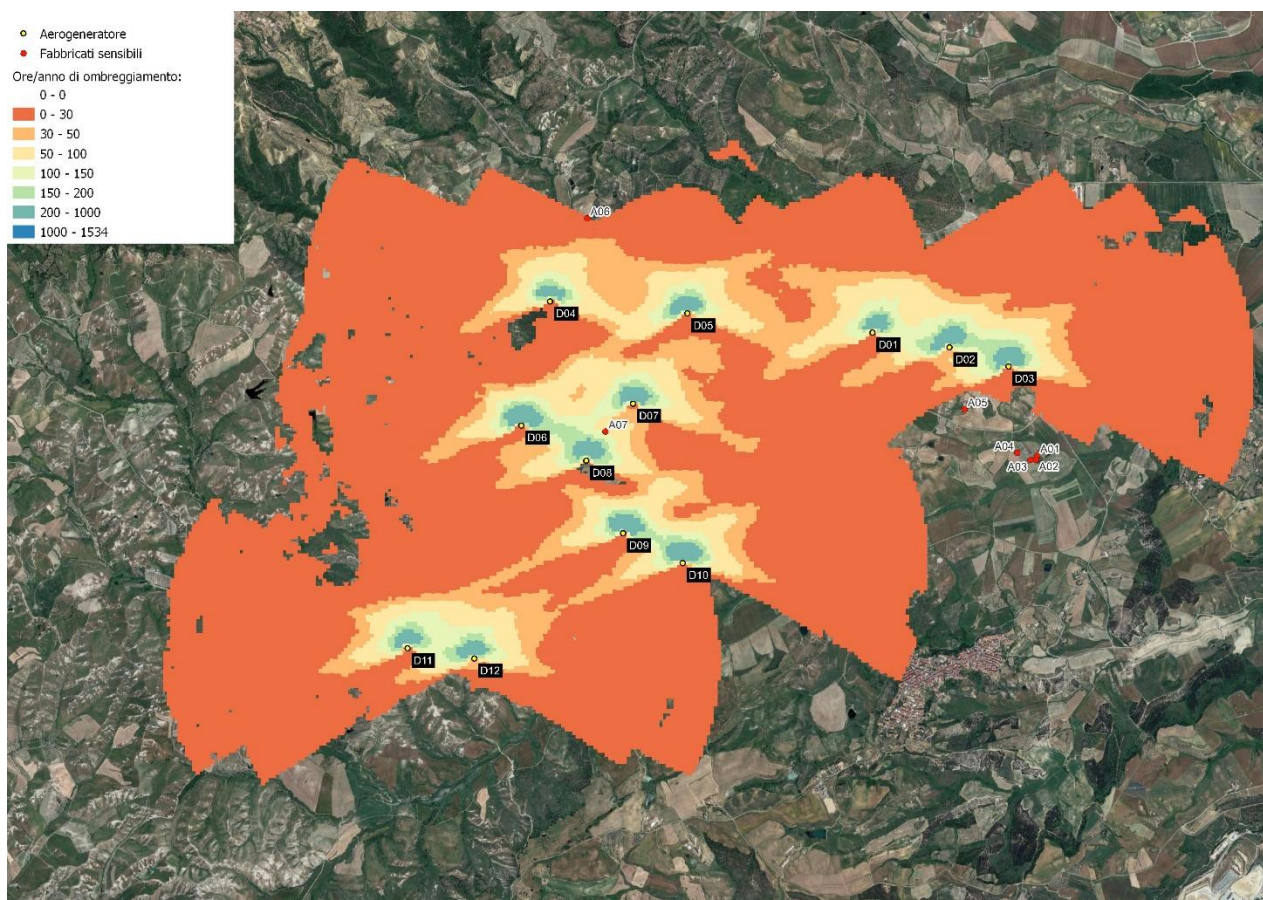 Aerogeneratore
Fabbricati sensibili
Ore/anno di ombreggiamento:
0 - 0
0 - 30
30 - 50
50 - 100
100 - 150
150 - 200
200 - 1000
1000 - 1534
A06
D04
D05
D01
D02
D03
A05
D07
A07
D06
A04
A01
D08
A03
A02
D09
D10
D11
D12